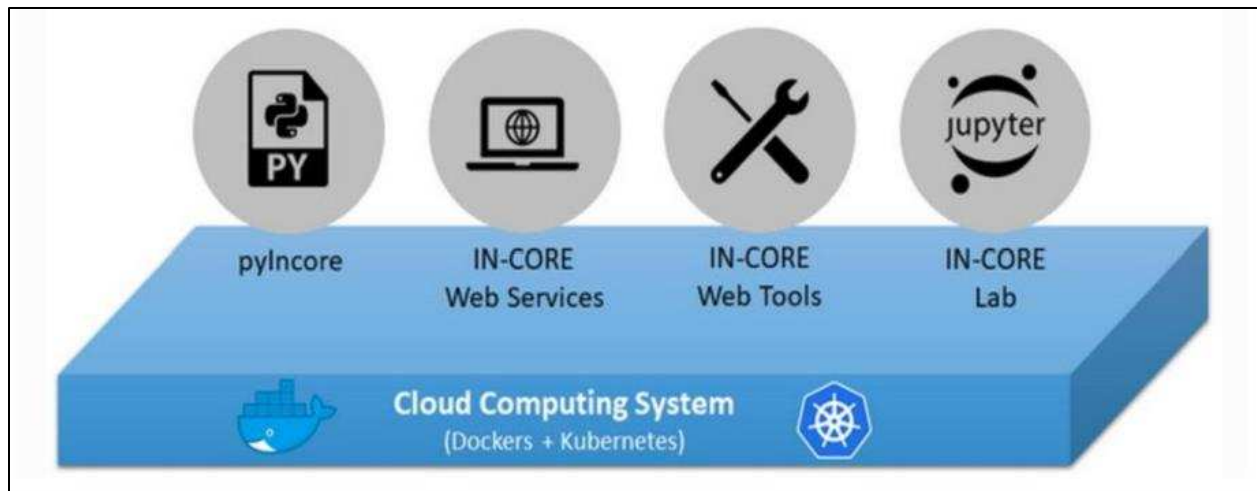 PY
jupyter
pyIncore
IN-CORE
Web Services
IN-CORE
Web Tools
IN-CORE
Lab
Cloud Computing System
(Dockers + Kubernetes)